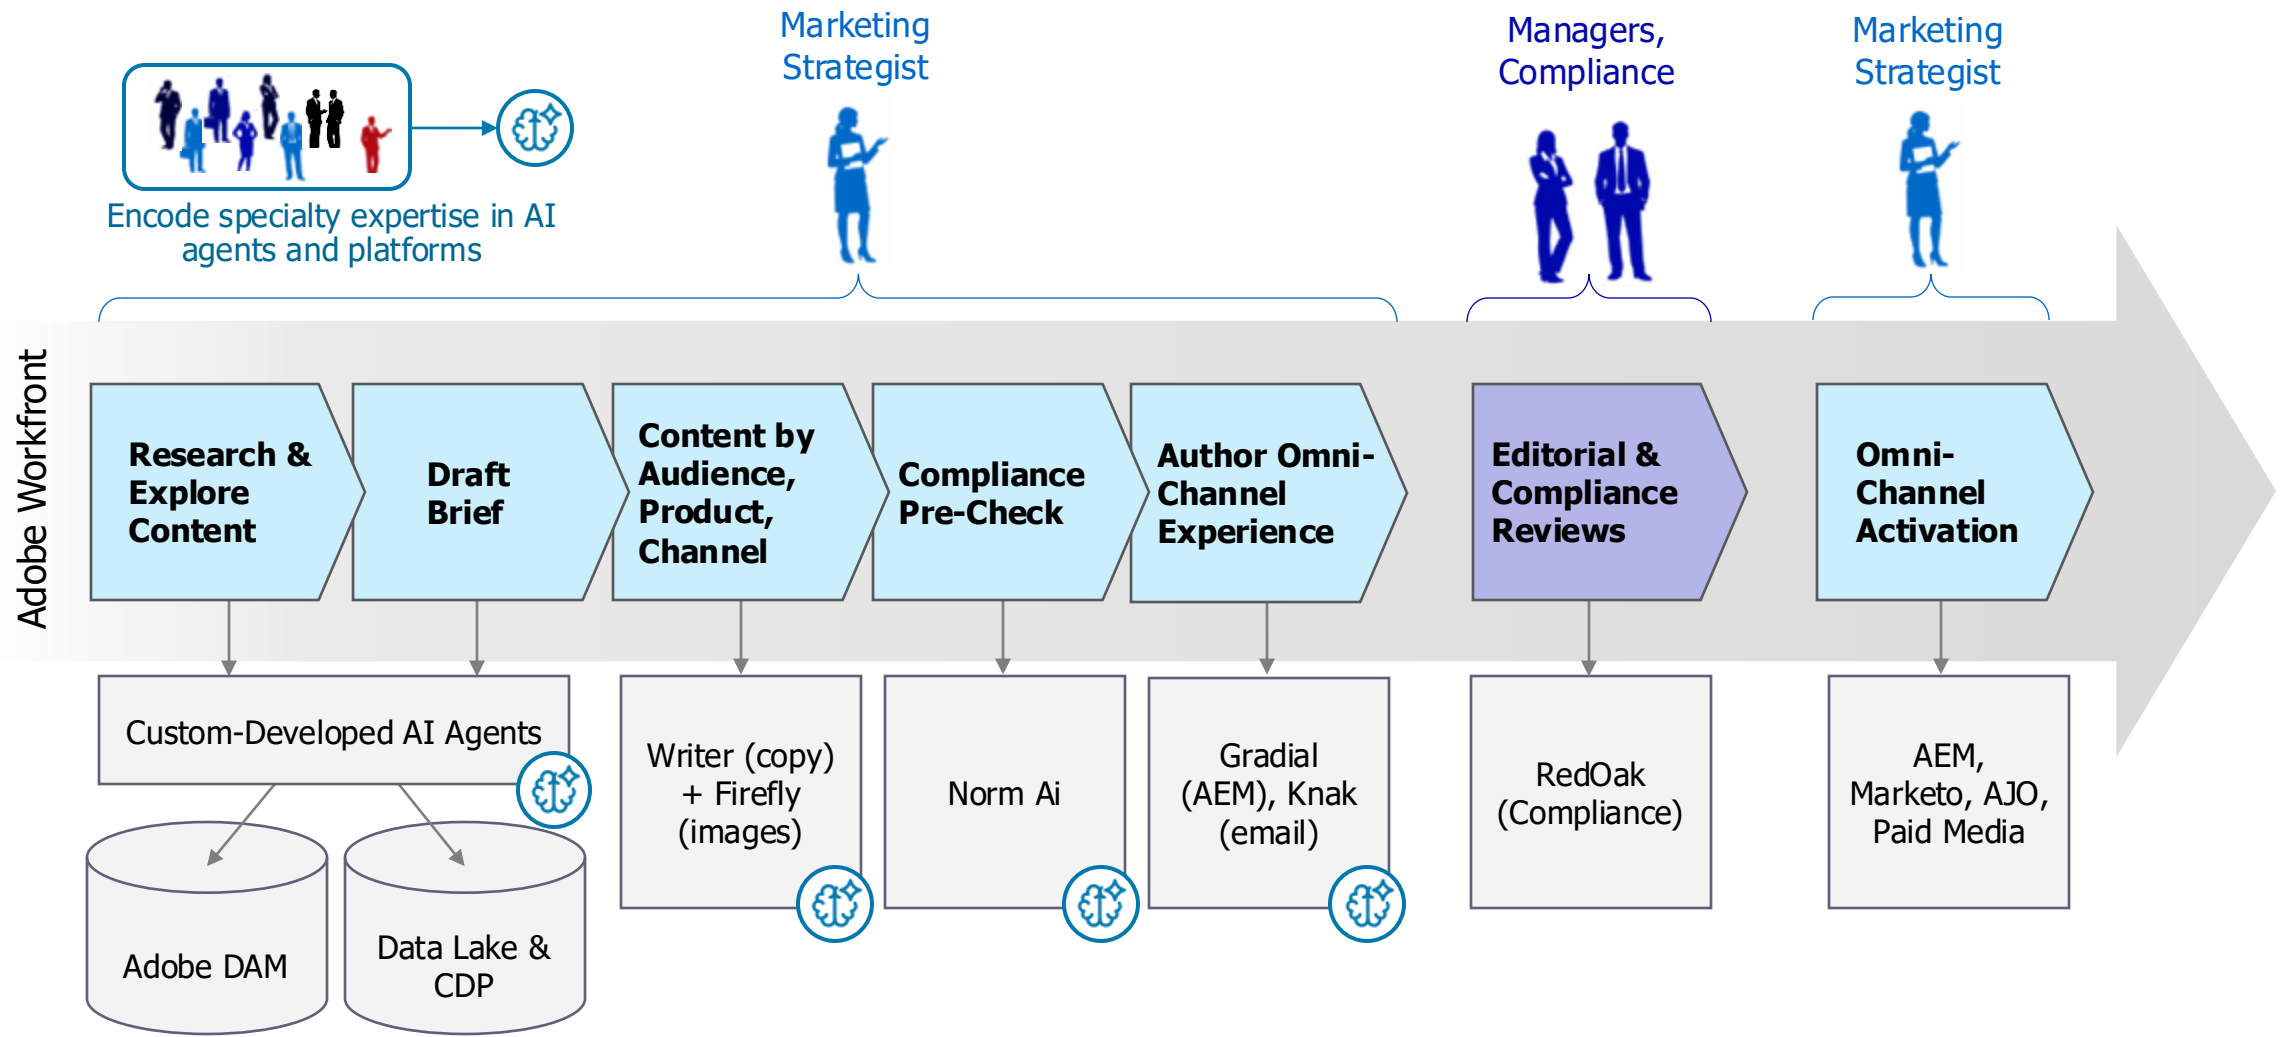 Marketing
Strategist
Managers,
Compliance
Marketing
Strategist
Encode specialty expertise in AI
agents and platforms
Adobe Workfront
Research &
Explore
Content
Draft
Brief
Content by
Audience,
Product,
Channel
Compliance
Pre-Check
Author Omni-
Channel
Experience
Editorial &
Compliance
Reviews
Omni-
Channel
Activation
Custom-Developed AI Agents
Adobe DAM
Data Lake &
CDP
Writer (copy)
+ Firefly
(images)
Norm Ai
Gradial
(AEM), Knak
(email)
RedOak
(Compliance)
AEM,
Marketo, AJO,
Paid Media